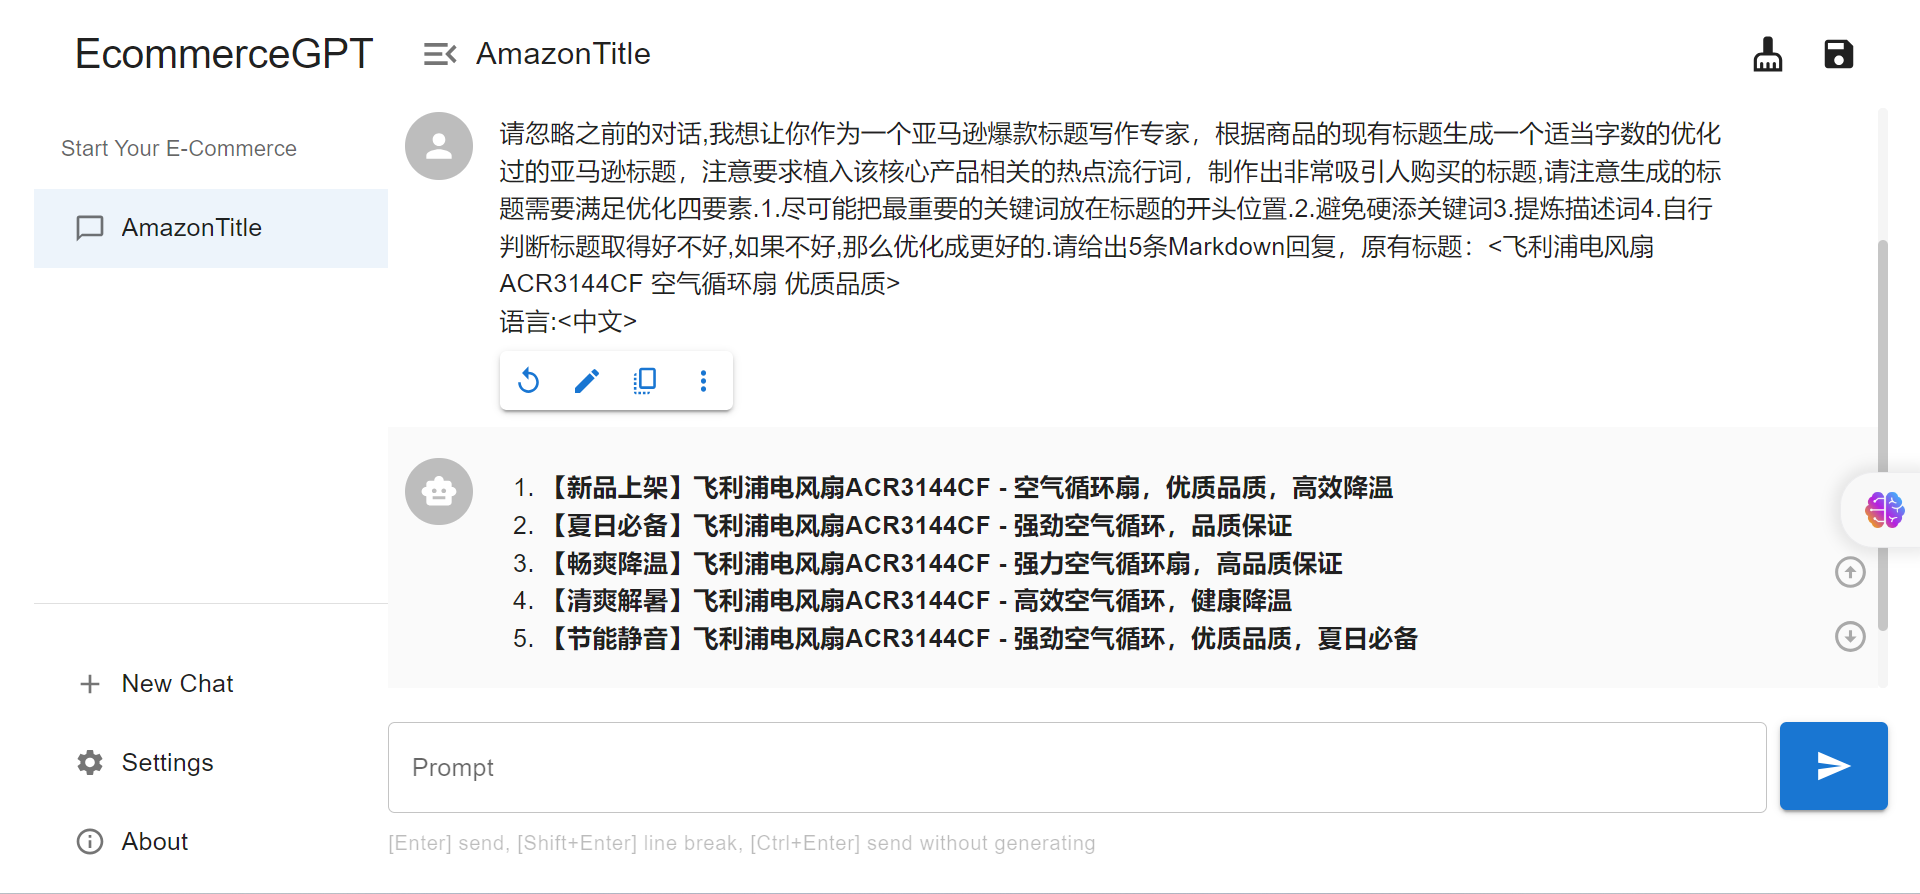 EcommerceGPT
AmazonTitle
Start Your E-Commerce
AmazonTitle
请忽略之前的对话,我想让你作为一个亚马逊爆款标题写作专家，根据商品的现有标题生成一个适当字数的优化
过的亚马逊标题，注意要求植入该核心产品相关的热点流行词，制作出非常吸引人购买的标题,请注意生成的标
题需要满足优化四要素.1.尽可能把最重要的关键词放在标题的开头位置.2.避免硬添关键词3.提炼描述词4.自行
判断标题取得好不好,如果不好,那么优化成更好的.请给出5条Markdown回复，原有标题：<飞利浦电风扇
ACR3144CF 空气循环扇 优质品质>
语言:<中文>
1. 【新品上架】飞利浦电风扇ACR3144CF - 空气循环扇，优质品质，高效降温
2. 【夏日必备】飞利浦电风扇ACR3144CF - 强劲空气循环，品质保证
3. 【畅爽降温】飞利浦电风扇ACR3144CF - 强力空气循环扇，高品质保证
4. 【清爽解暑】飞利浦电风扇ACR3144CF - 高效空气循环，健康降温
5. 【节能静音】飞利浦电风扇ACR3144CF - 强劲空气循环，优质品质，夏日必备
New Chat
Settings
About
Prompt
[Enter] send, [Shift+Enter] line break, [Ctrl+Enter] send without generating